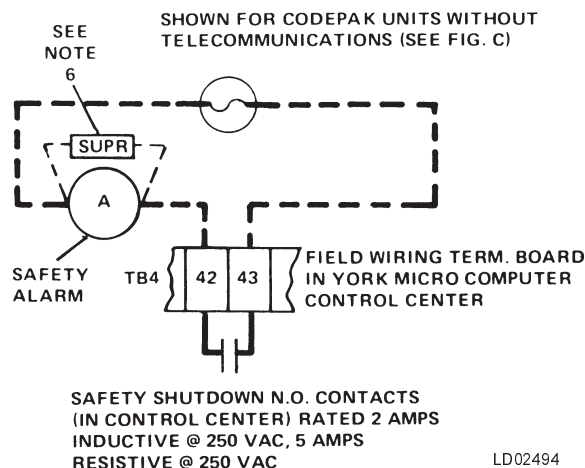 SHOWN FOR CODEPAK UNITS WITHOUT
TELECOMMUNICATIONS (SEE FIG. C)
SEE
NOTE
6
SUPR
A
SAFETY
ALARM
TB4
42
43
FIELD WIRING TERM. BOARD
IN YORK MICRO COMPUTER
CONTROL CENTER
SAFETY SHUTDOWN N.O. CONTACTS
(IN CONTROL CENTER) RATED 2 AMPS
INDUCTIVE @ 250 VAC, 5 AMPS
RESISTIVE @ 250 VAC
LD02494